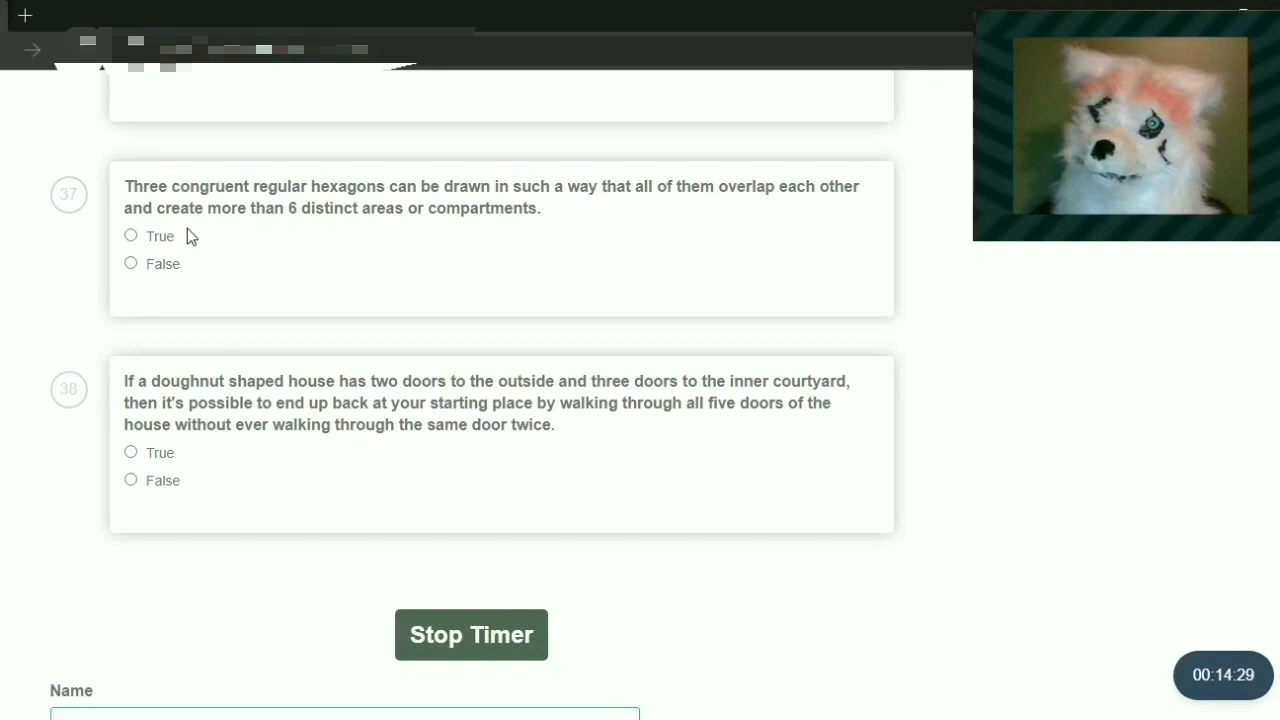 37
Three congruent regular hexagons can be drawn in such a way that all of them overlap each other
and create more than 6 distinct areas or compartments.
True
False
38
If a doughnut shaped house has two doors to the outside and three doors to the inner courtyard,
then it's possible to end up back at your starting place by walking through all five doors of the
house without ever walking through the same door twice.
True
False
Stop Timer
00:14:29
Name